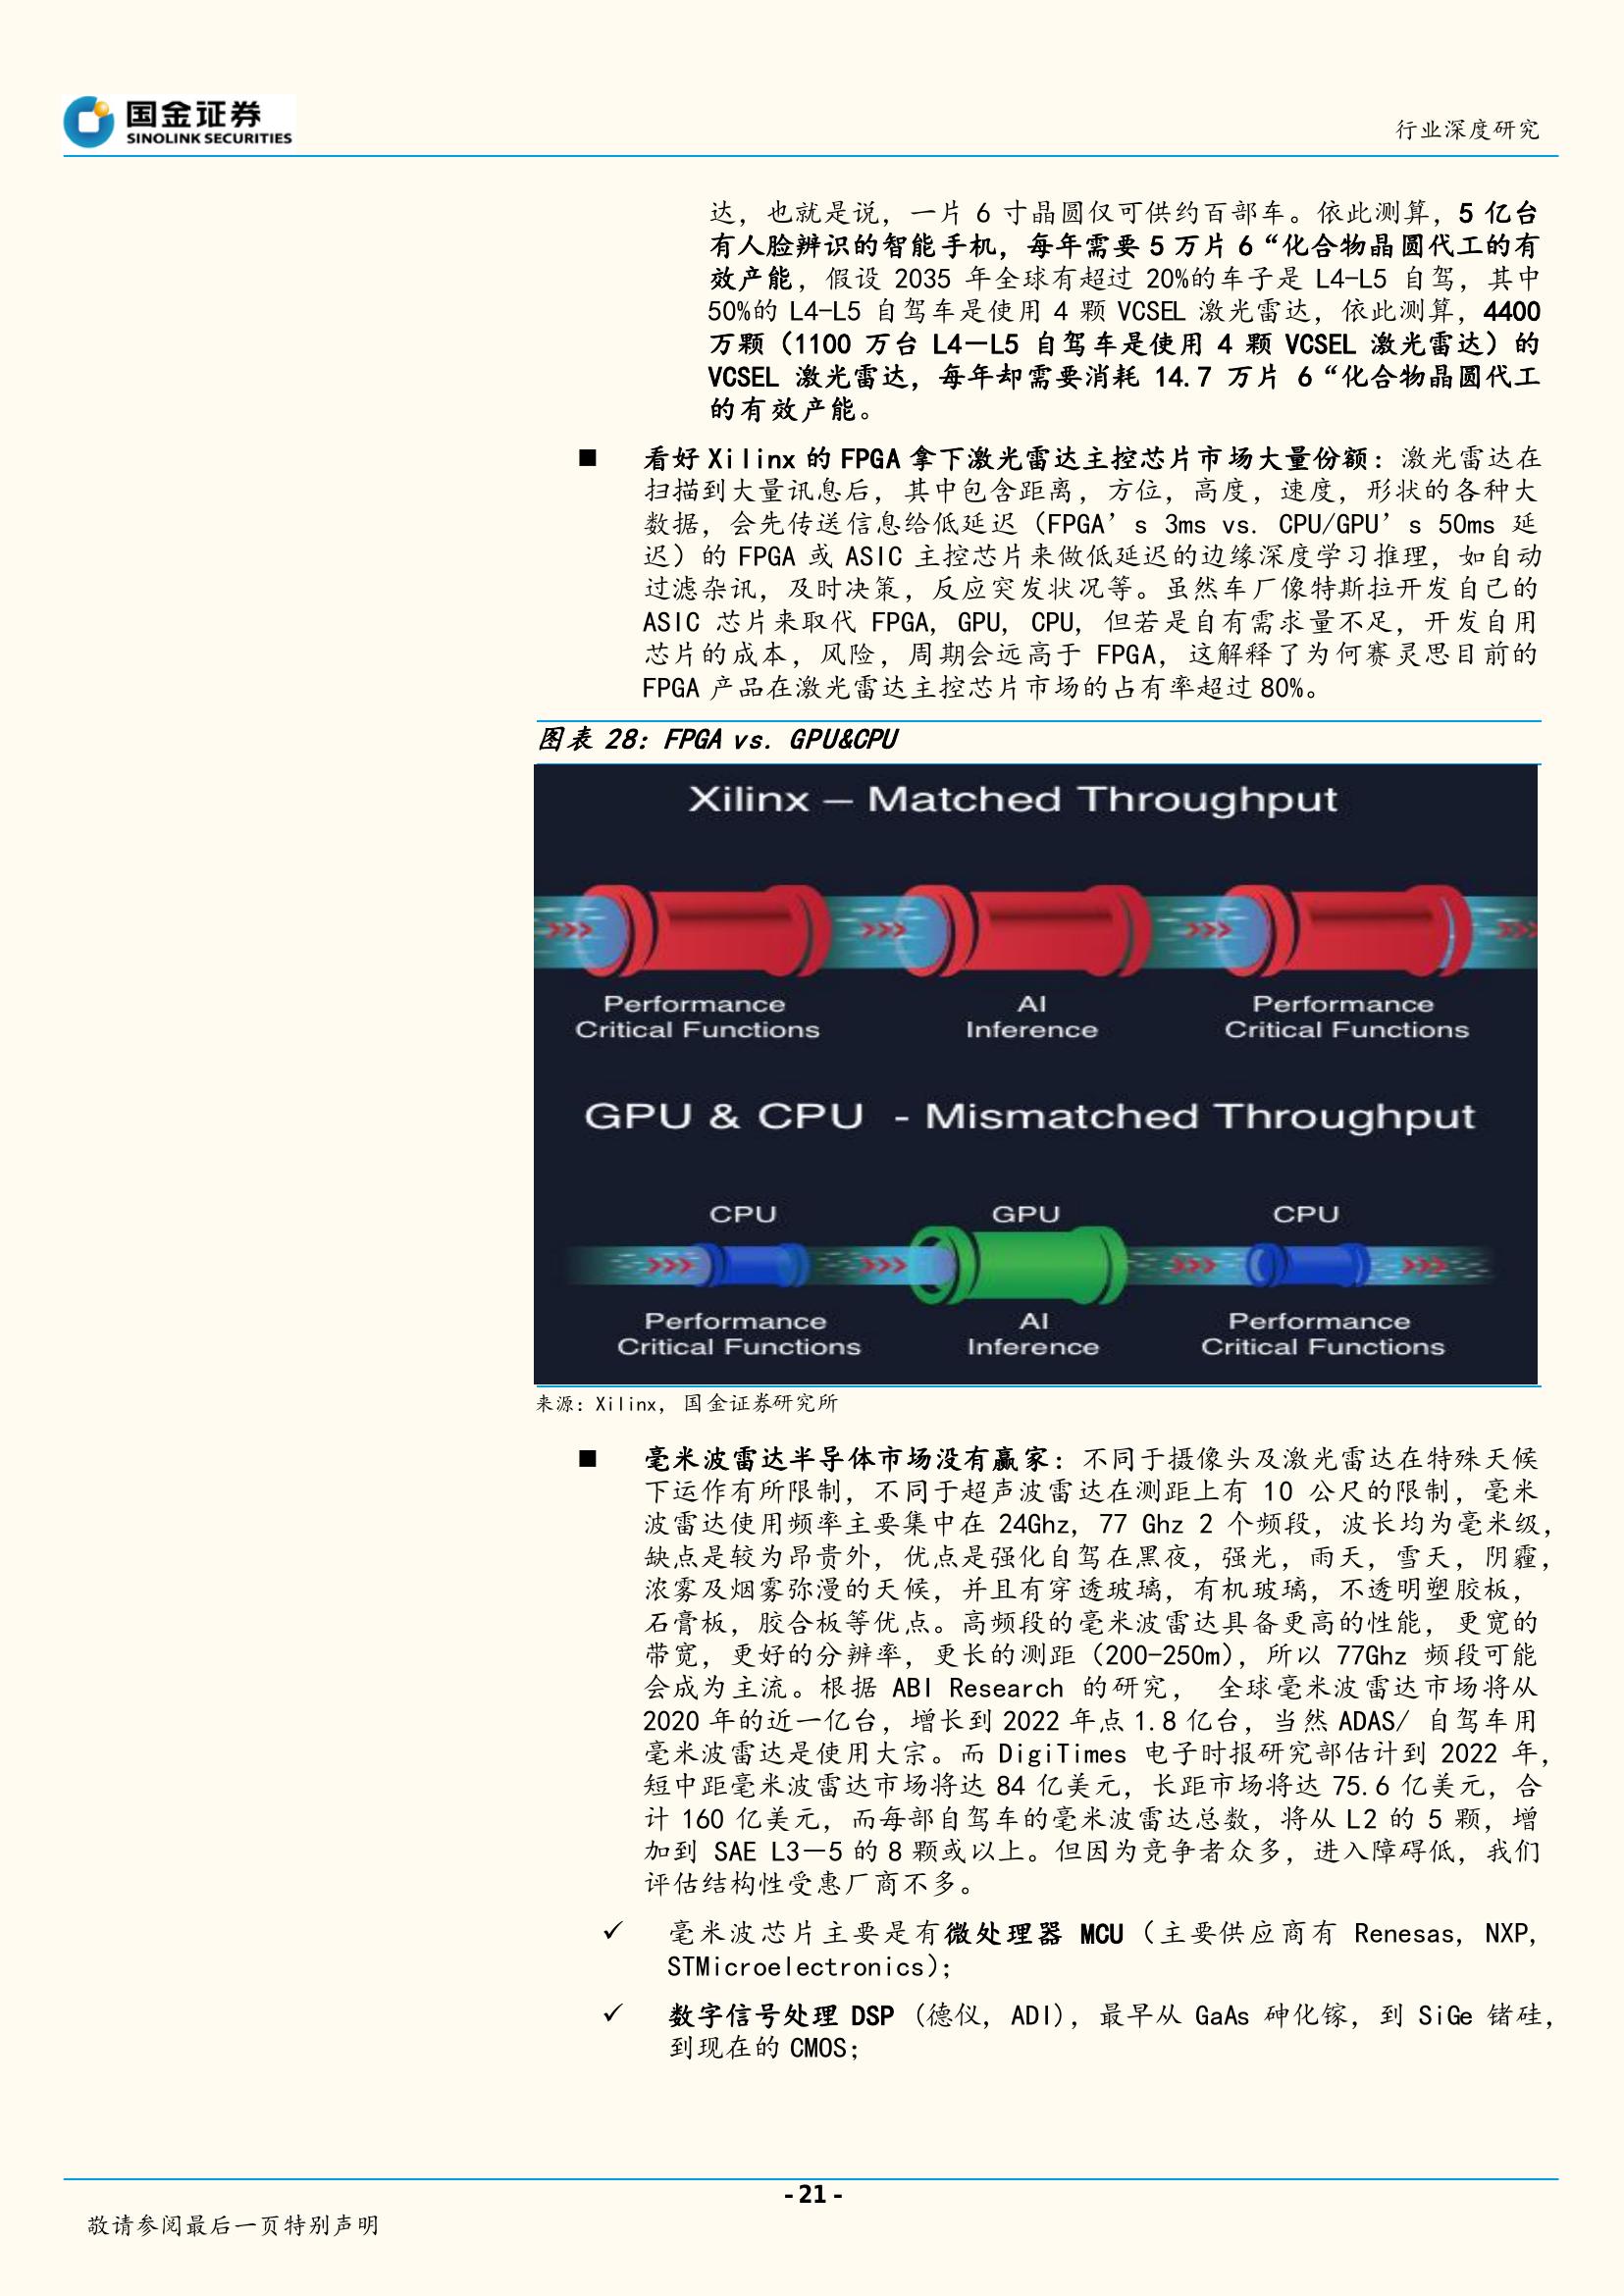 国金证券
SINOLINK SECURITIES
行业深度研究
达，也就是说，一片 6 寸晶圆仅可供约百部车。依此测算，5 亿台
有人脸辨识的智能手机，每年需要 5 万片 6“化合物晶圆代工的有
效产能，假设 2035 年全球有超过 20%的车子是 L4-L5 自驾，其中
50%的 L4-L5 自驾车是使用 4 颗 VCSEL 激光雷达，依此测算，4400
万颗（1100 万台 L4－L5 自驾车是使用 4 颗 VCSEL 激光雷达）的
VCSEL 激光雷达，每年却需要消耗 14.7 万片 6“化合物晶圆代工
的有效产能。
■ 看好 Xilinx 的 FPGA 拿下激光雷达主控芯片市场大量份额：激光雷达在
扫描到大量讯息后，其中包含距离，方位，高度，速度，形状的各种大
数据，会先传送信息给低延迟（FPGA’s 3ms vs. CPU/GPU’s 50ms 延
迟）的 FPGA 或 ASIC 主控芯片来做低延迟的边缘深度学习推理，如自动
过滤杂讯，及时决策，反应突发状况等。虽然车厂像特斯拉开发自己的
ASIC 芯片来取代 FPGA, GPU, CPU, 但若是自有需求量不足，开发自用
芯片的成本，风险，周期会远高于 FPGA，这解释了为何赛灵思目前的
FPGA 产品在激光雷达主控芯片市场的占有率超过 80%。
图表 28：FPGA vs. GPU&CPU
Xilinx – Matched Throughput
Performance Critical Functions
AI Inference
Performance Critical Functions
GPU & CPU - Mismatched Throughput
CPU
GPU
CPU
Performance Critical Functions
AI Inference
Performance Critical Functions
来源：Xilinx, 国金证券研究所
■ 毫米波雷达半导体市场没有赢家：不同于摄像头及激光雷达在特殊天候
下运作有所限制，不同于超声波雷达在测距上有 10 公尺的限制，毫米
波雷达使用频率主要集中在 24Ghz, 77 Ghz 2 个频段，波长均为毫米级，
缺点是较为昂贵外，优点是强化自驾在黑夜，强光，雨天，雪天，阴霾，
浓雾及烟雾弥漫的天候，并且有穿透玻璃，有机玻璃，不透明塑胶板，
石膏板，胶合板等优点。高频段的毫米波雷达具备更高的性能，更宽的
带宽，更好的分辨率，更长的测距（200-250m），所以 77Ghz 频段可能
会成为主流。根据 ABI Research 的研究， 全球毫米波雷达市场将从
2020 年的近一亿台，增长到 2022 年点 1.8 亿台，当然 ADAS/ 自驾车用
毫米波雷达是使用大宗。而 DigiTimes 电子时报研究部估计到 2022 年，
短中距毫米波雷达市场将达 84 亿美元，长距市场将达 75.6 亿美元，合
计 160 亿美元，而每部自驾车的毫米波雷达总数，将从 L2 的 5 颗，增
加到 SAE L3－5 的 8 颗或以上。但因为竞争者众多，进入障碍低，我们
评估结构性受惠厂商不多。
✓ 毫米波芯片主要是有微处理器 MCU（主要供应商有 Renesas, NXP,
STMicroelectronics）；
✓ 数字信号处理 DSP （德仪, ADI），最早从 GaAs 砷化镓，到 SiGe 锗硅，
到现在的 CMOS；
- 21 -
敬请参阅最后一页特别声明